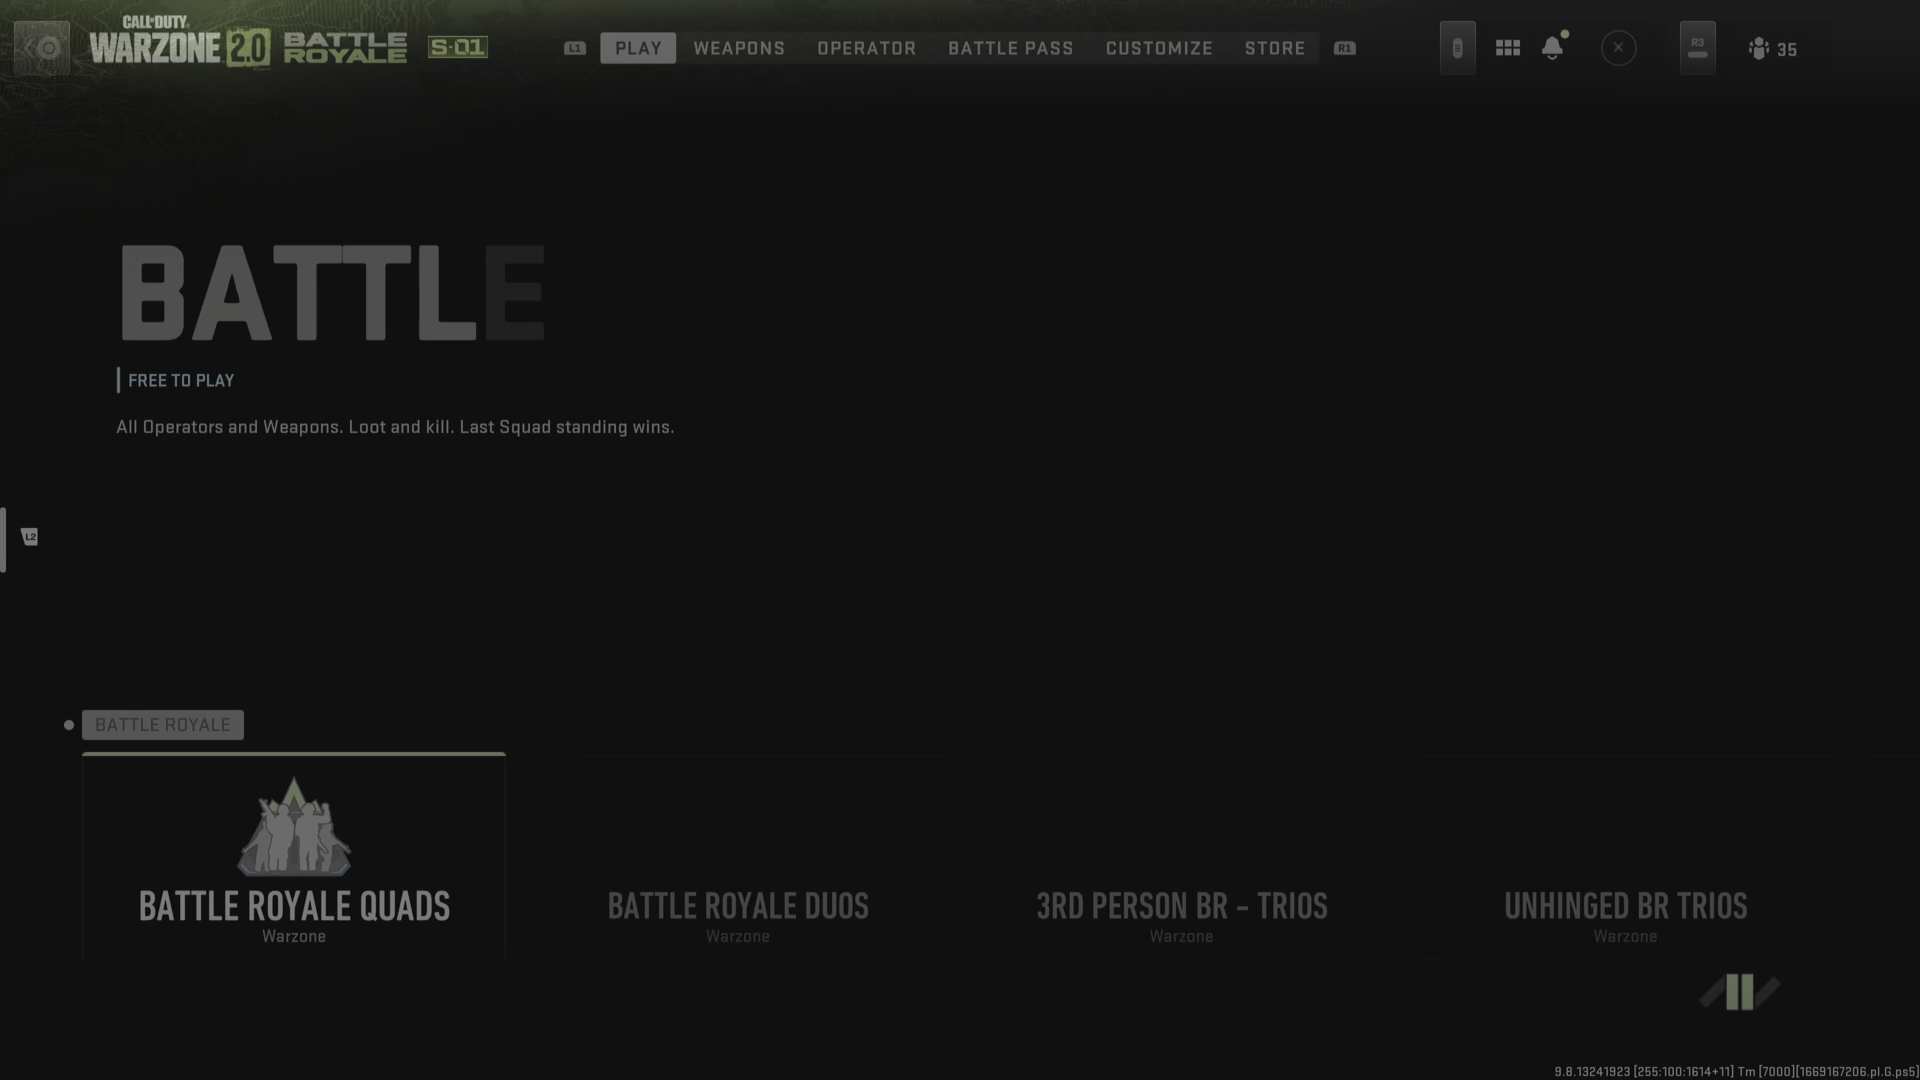 CALL OF DUTY
WARZONE 2.0 BATTLE ROYALE S-01
L1 PLAY WEAPONS OPERATOR BATTLE PASS CUSTOMIZE STORE R1
R3
35
BATTLE
FREE TO PLAY
All Operators and Weapons. Loot and kill. Last Squad standing wins.
L2
BATTLE ROYALE
BATTLE ROYALE QUADS
Warzone
BATTLE ROYALE DUOS
Warzone
3RD PERSON BR - TRIOS
Warzone
UNHINGED BR TRIOS
Warzone
9.8.13241923 [255:100:1614+11] Tm [7000][1669167206.pl.G.ps5]